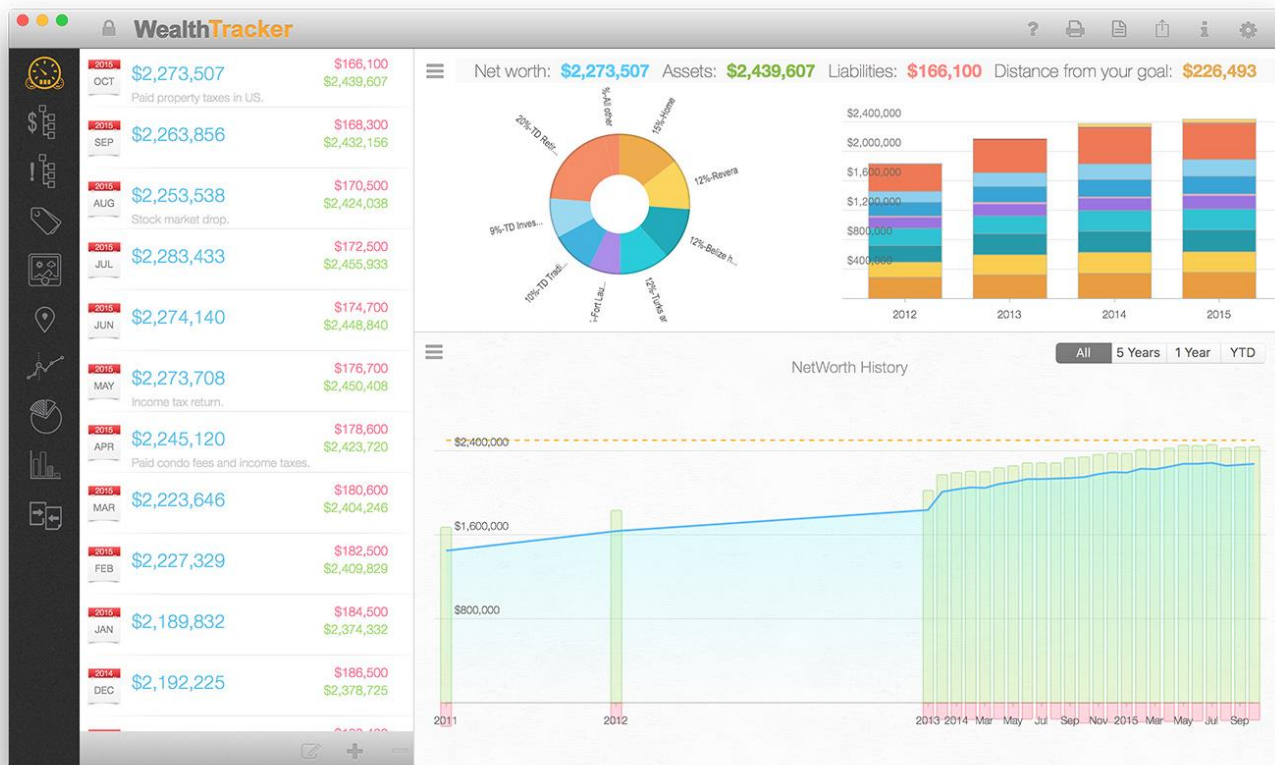 WealthTracker
?
i
2015
OCT
$2,273,507
$166,100
$2,439,607
Paid property taxes in US.
2015
SEP
$2,263,856
$168,300
$2,432,156
2015
AUG
$2,253,538
$170,500
$2,424,038
Stock market drop.
2015
JUL
$2,283,433
$172,500
$2,455,933
2015
JUN
$2,274,140
$174,700
$2,448,840
2015
MAY
$2,273,708
$176,700
$2,450,408
Income tax return.
2015
APR
$2,245,120
$178,600
$2,423,720
Paid condo fees and income taxes.
2015
MAR
$2,223,646
$180,600
$2,404,246
2015
FEB
$2,227,329
$182,500
$2,409,829
2015
JAN
$2,189,832
$184,500
$2,374,332
2014
DEC
$2,192,225
$186,500
$2,378,725
Net worth: $2,273,507 Assets: $2,439,607 Liabilities: $166,100 Distance from your goal: $226,493
%-All other
15%-Home
12%-Revera
12%-Belize h...
12%-Turks ar
-Fort Lau...
10%-TD Tradi...
9%-TD Inves...
20%-TD Retir...
$2,400,000
$2,000,000
$1,600,000
$1,200,000
$800,000
$400,000
2012 2013 2014 2015
All 5 Years 1 Year YTD
NetWorth History
$2,400,000
$1,600,000
$800,000
2011 2012 2013 2014 Mar May Jul Sep Nov 2015 Mar May Jul Sep